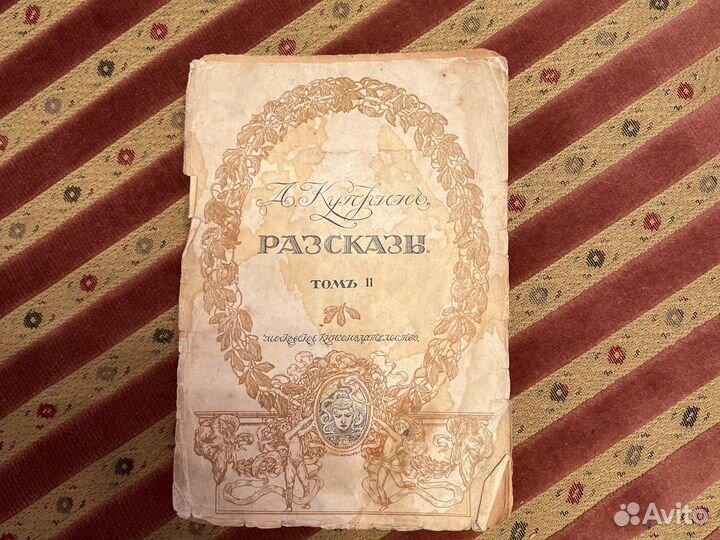 А. Купринъ,
РАЗСКАЗЫ.
ТОМЪ II
Московское Книгоиздательство,
Avito